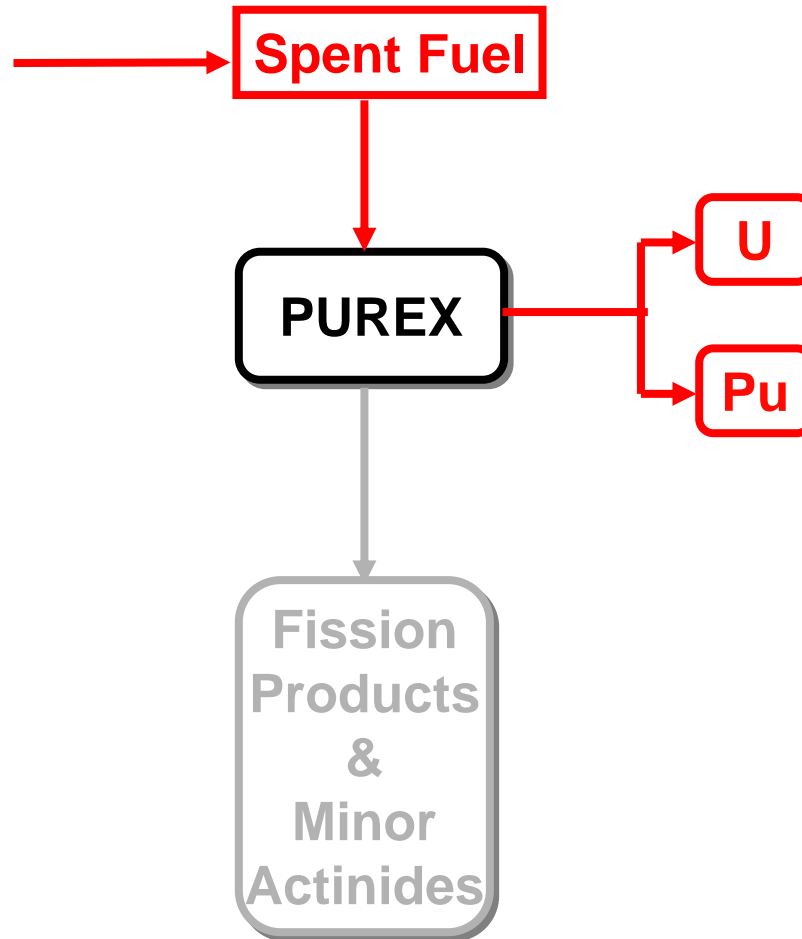 Spent Fuel
U
PUREX
Pu
Fission
Products
&
Minor
Actinides